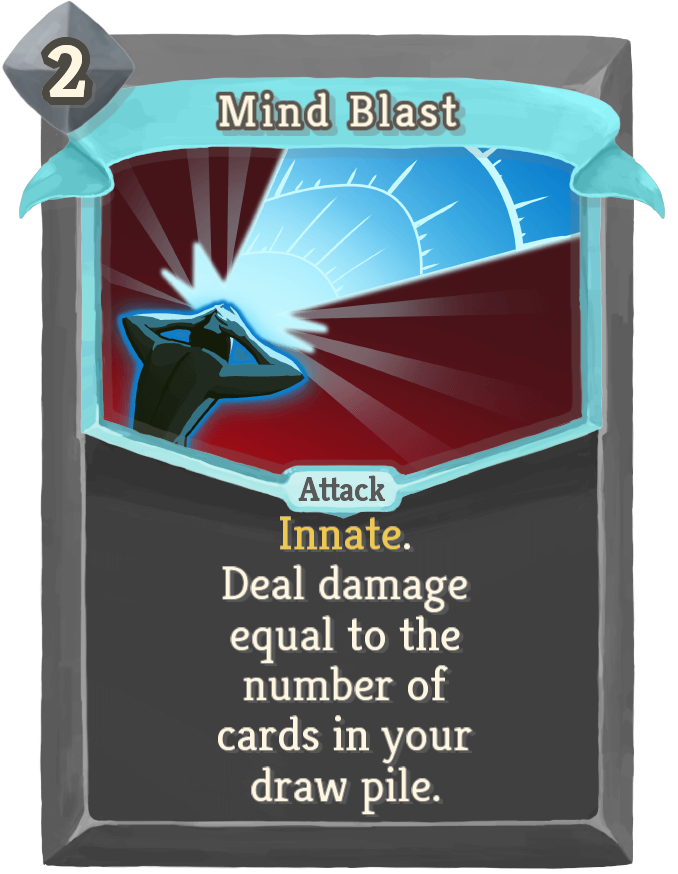 2
Mind Blast
Attack
Innate.
Deal damage
equal to the
number of
cards in your
draw pile.